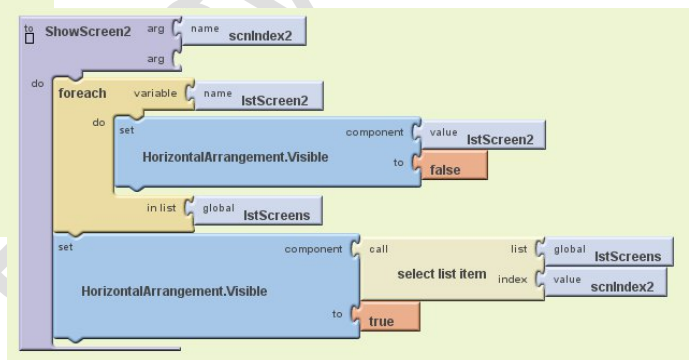 to ShowScreen2 arg name scnIndex2
arg
do foreach variable name lstScreen2
do set component value lstScreen2
HorizontalArrangement.Visible to false
in list global lstScreens
set component call list global lstScreens
select list item index value scnIndex2
HorizontalArrangement.Visible
to true